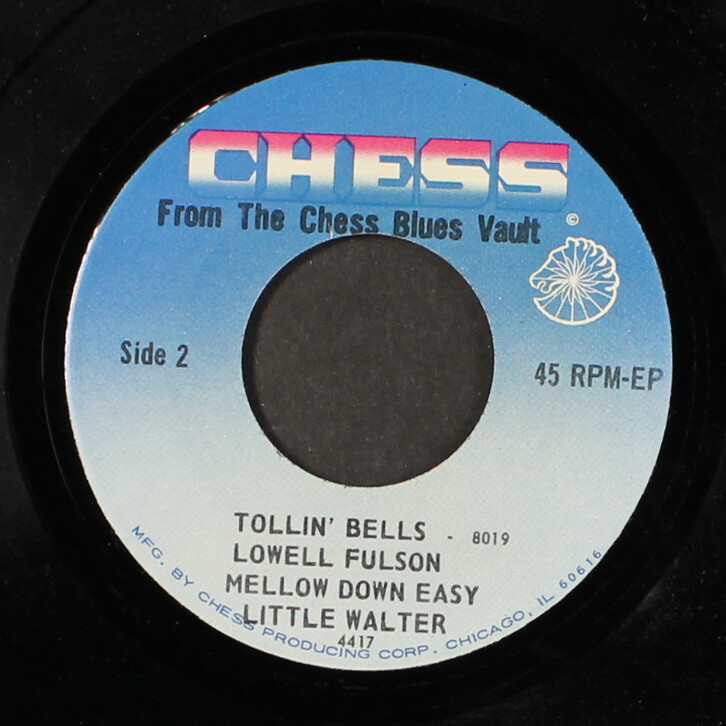 CHESS
From The Chess Blues Vault
©
Side 2
45 RPM-EP
TOLLIN' BELLS - 8019
LOWELL FULSON
MELLOW DOWN EASY
LITTLE WALTER
4417
MFG. BY CHESS PRODUCING CORP. CHICAGO, IL 60616